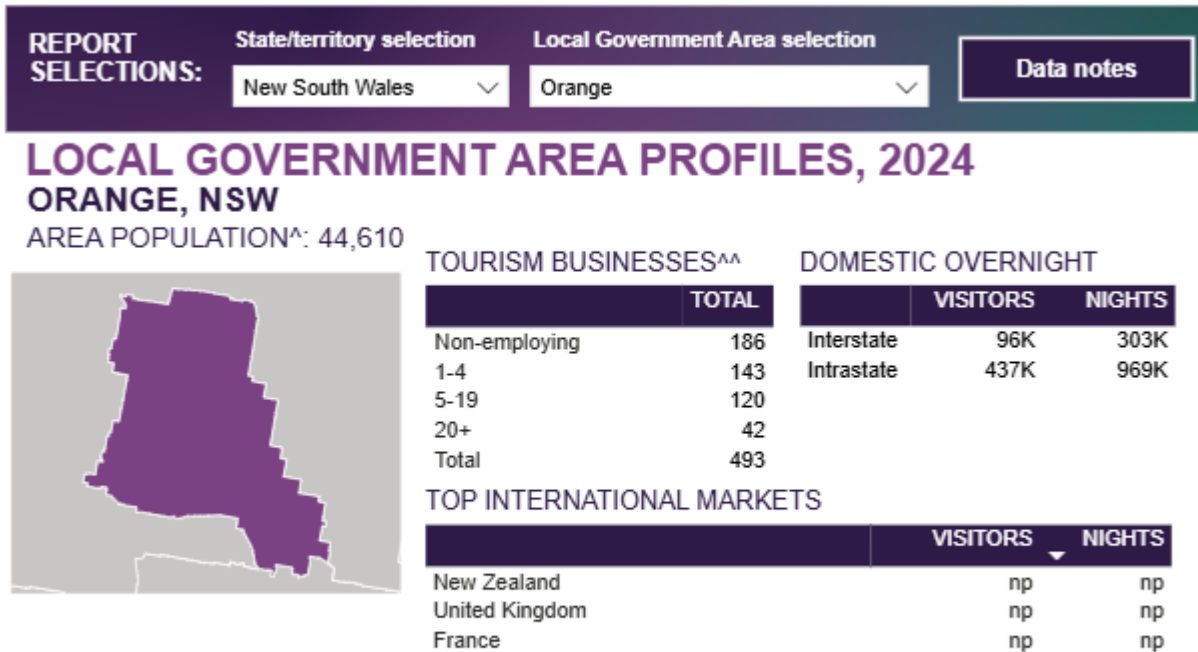 REPORT SELECTIONS:
State/territory selection
New South Wales
Local Government Area selection
Orange
Data notes
LOCAL GOVERNMENT AREA PROFILES, 2024
ORANGE, NSW
AREA POPULATION^: 44,610
TOURISM BUSINESSES^^
TOTAL
Non-employing 186
1-4 143
5-19 120
20+ 42
Total 493
DOMESTIC OVERNIGHT
VISITORS NIGHTS
Interstate 96K 303K
Intrastate 437K 969K
TOP INTERNATIONAL MARKETS
VISITORS NIGHTS
New Zealand np np
United Kingdom np np
France np np